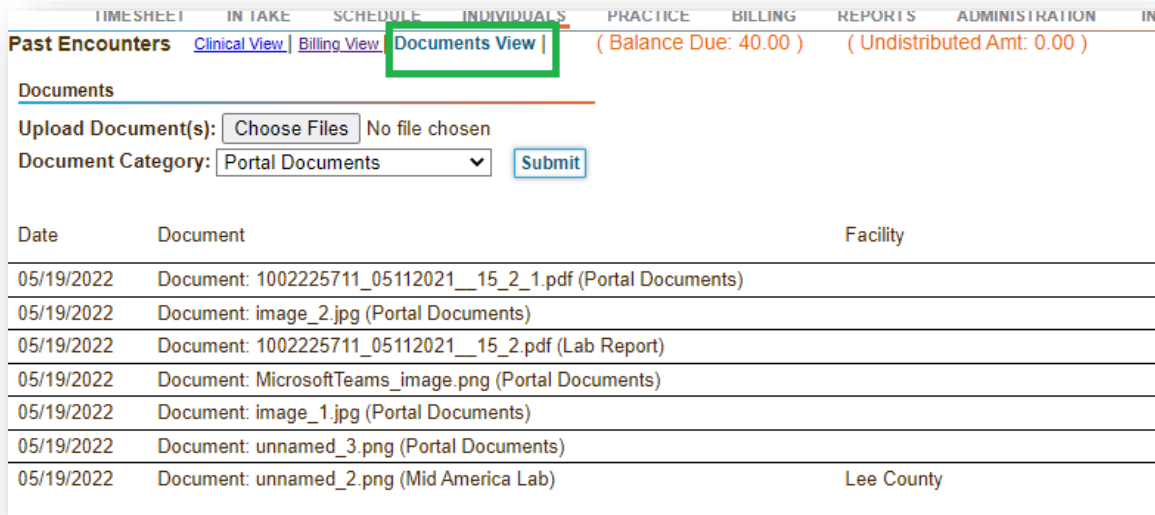 TIMESHEET IN TAKE SCHEDULE INDIVIDUALS PRACTICE BILLING REPORTS ADMINISTRATION IN
Past Encounters Clinical View | Billing View | Documents View | ( Balance Due: 40.00 ) ( Undistributed Amt: 0.00 )
Documents
Upload Document(s): Choose Files No file chosen
Document Category: Portal Documents Submit
Date Document Facility
05/19/2022 Document: 1002225711_05112021__15_2_1.pdf (Portal Documents)
05/19/2022 Document: image_2.jpg (Portal Documents)
05/19/2022 Document: 1002225711_05112021__15_2.pdf (Lab Report)
05/19/2022 Document: MicrosoftTeams_image.png (Portal Documents)
05/19/2022 Document: image_1.jpg (Portal Documents)
05/19/2022 Document: unnamed_3.png (Portal Documents)
05/19/2022 Document: unnamed_2.png (Mid America Lab) Lee County